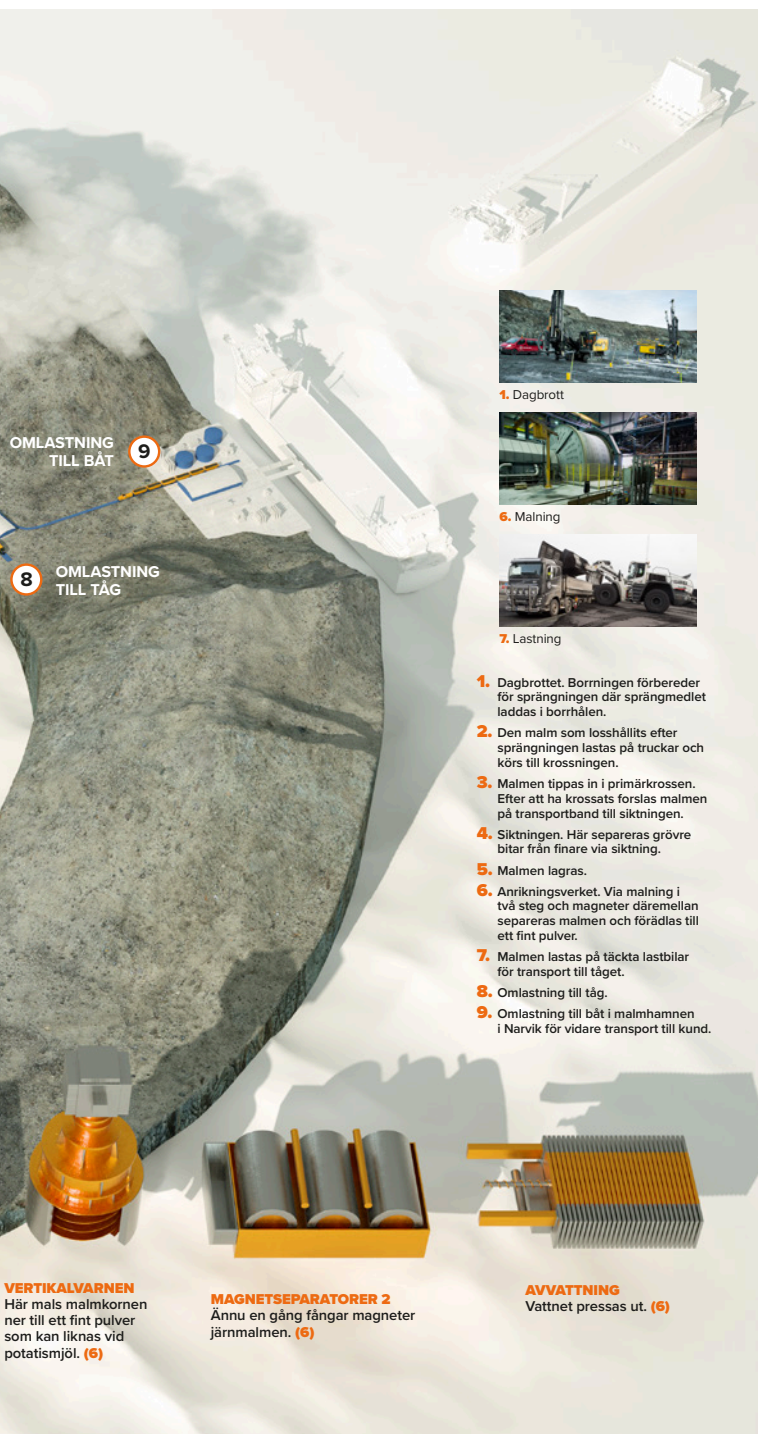 OMLASTNING
TILL BÅT
9
8
OMLASTNING
TILL TÅG
1. Dagbrott
6. Malning
7. Lastning
1. Dagbrottet. Borrningen förbereder
för sprängningen där sprängmedlet
laddas i borrhålen.
2. Den malm som losshållits efter
sprängningen lastas på truckar och
körs till krossningen.
3. Malmen tippas in i primärkrossen.
Efter att ha krossats forslas malmen
på transportband till siktningen.
4. Siktningen. Här separeras grövre
bitar från finare via siktning.
5. Malmen lagras.
6. Anrikningsverket. Via malning i
två steg och magneter däremellan
separeras malmen och förädlas till
ett fint pulver.
7. Malmen lastas på täckta lastbilar
för transport till tåget.
8. Omlastning till tåg.
9. Omlastning till båt i malmhamnen
i Narvik för vidare transport till kund.
VERTIKALVARNEN
Här mals malmkornen
ner till ett fint pulver
som kan liknas vid
potatismjöl. (6)
MAGNETSEPARATORER 2
Ännu en gång fångar magneter
järnmalmen. (6)
AVVATTNING
Vattnet pressas ut. (6)